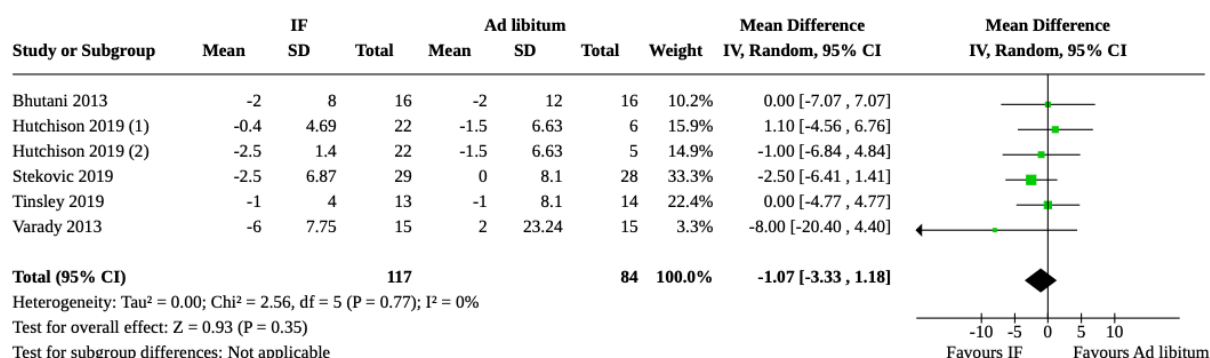 IF Ad libitum Mean Difference Mean Difference
Study or Subgroup Mean SD Total Mean SD Total Weight IV, Random, 95% CI IV, Random, 95% CI
Bhutani 2013 -2 8 16 -2 12 16 10.2% 0.00 [-7.07 , 7.07]
Hutchison 2019 (1) -0.4 4.69 22 -1.5 6.63 6 15.9% 1.10 [-4.56 , 6.76]
Hutchison 2019 (2) -2.5 1.4 22 -1.5 6.63 5 14.9% -1.00 [-6.84 , 4.84]
Stekovic 2019 -2.5 6.87 29 0 8.1 28 33.3% -2.50 [-6.41 , 1.41]
Tinsley 2019 -1 4 13 -1 8.1 14 22.4% 0.00 [-4.77 , 4.77]
Varady 2013 -6 7.75 15 2 23.24 15 3.3% -8.00 [-20.40 , 4.40]
Total (95% CI) 117 84 100.0% -1.07 [-3.33 , 1.18]
Heterogeneity: Tau² = 0.00; Chi² = 2.56, df = 5 (P = 0.77); I² = 0%
Test for overall effect: Z = 0.93 (P = 0.35) -10 -5 0 5 10
Test for subgroup differences: Not applicable Favours IF Favours Ad libitum